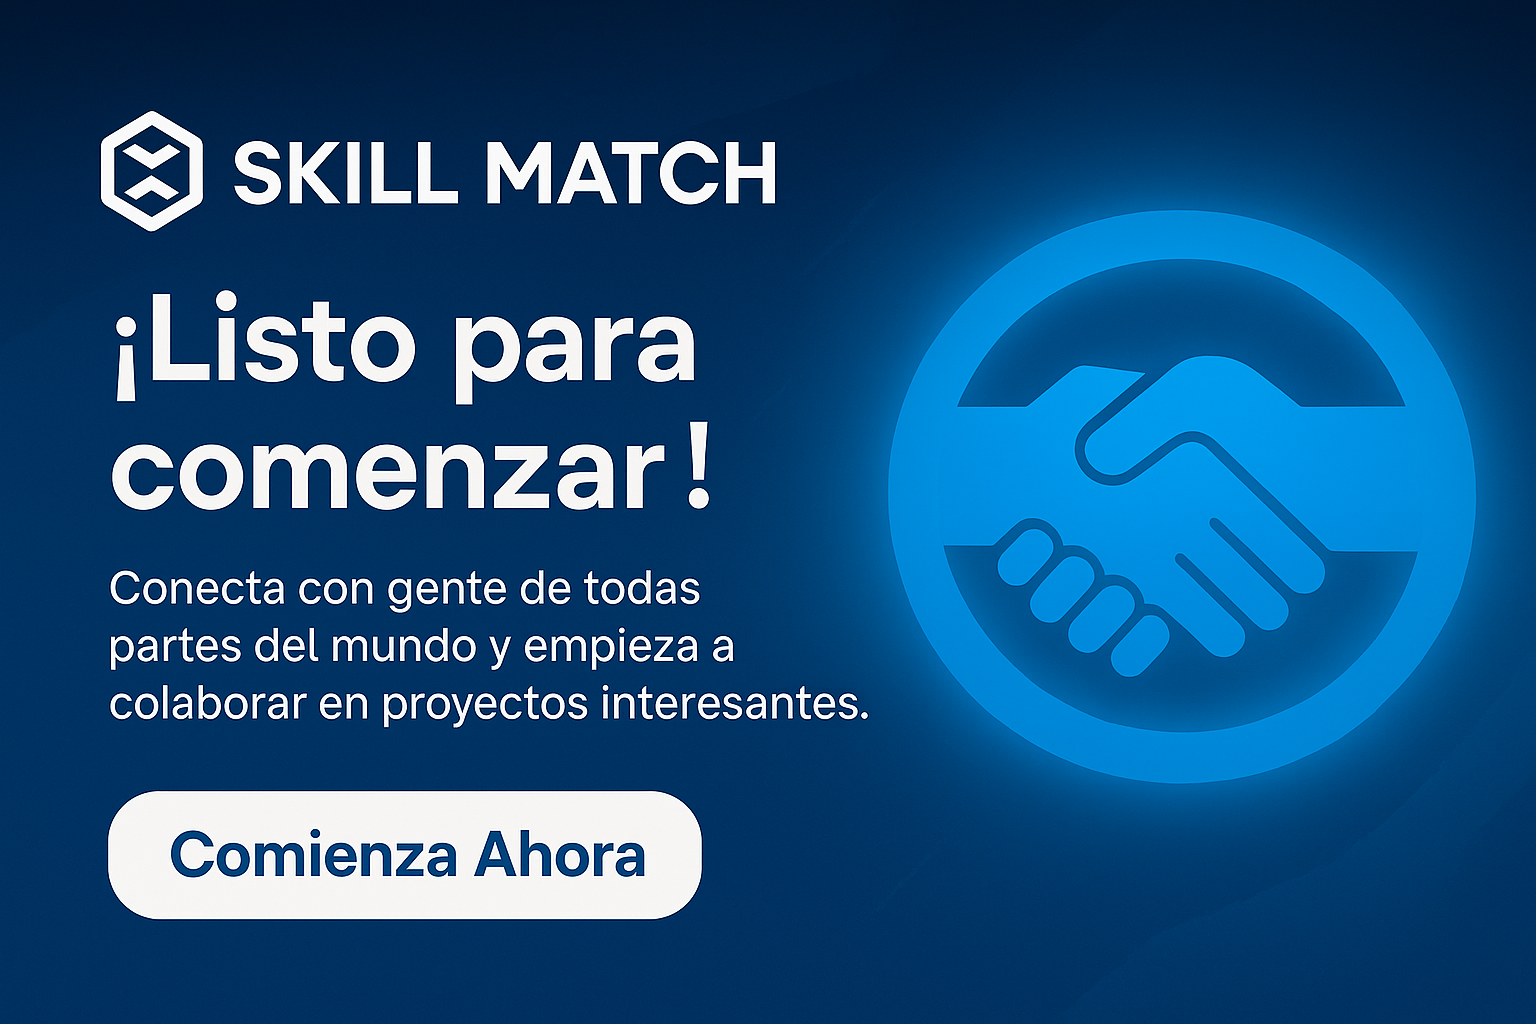 SKILL MATCH
¡Listo para
comenzar!
Conecta con gente de todas
partes del mundo y empieza a
colaborar en proyectos interesantes.
Comienza Ahora